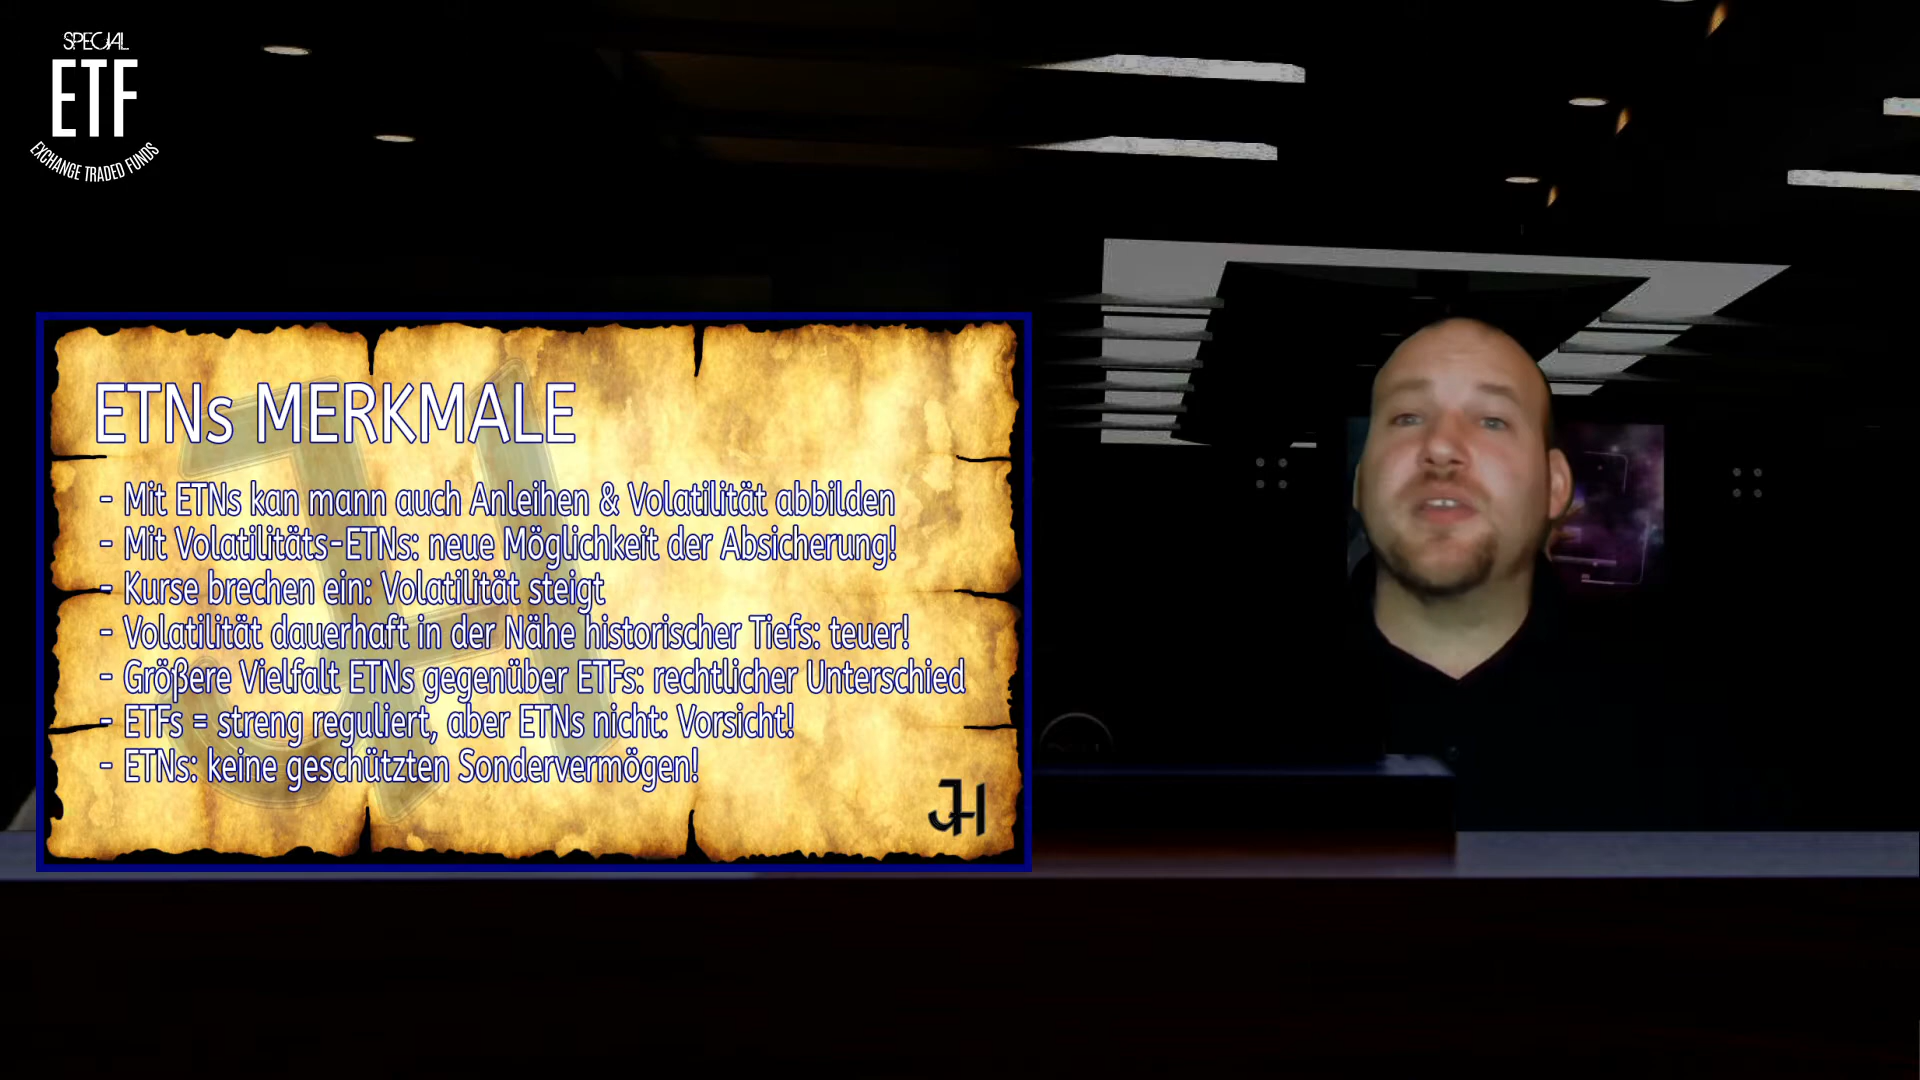 SPECIAL
ETF
EXCHANGE TRADED FUNDS
ETNs MERKMALE
- Mit ETNs kan mann auch Anleihen & Volatilität abbilden
- Mit Volatilitäts-ETNs: neue Möglichkeit der Absicherung!
- Kurse brechen ein: Volatilität steigt
- Volatilität dauerhaft in der Nähe historischer Tiefs: teuer!
- Größere Vielfalt ETNs gegenüber ETFs: rechtlicher Unterschied
- ETFs = streng reguliert, aber ETNs nicht: Vorsicht!
- ETNs: keine geschützten Sondervermögen!
JH